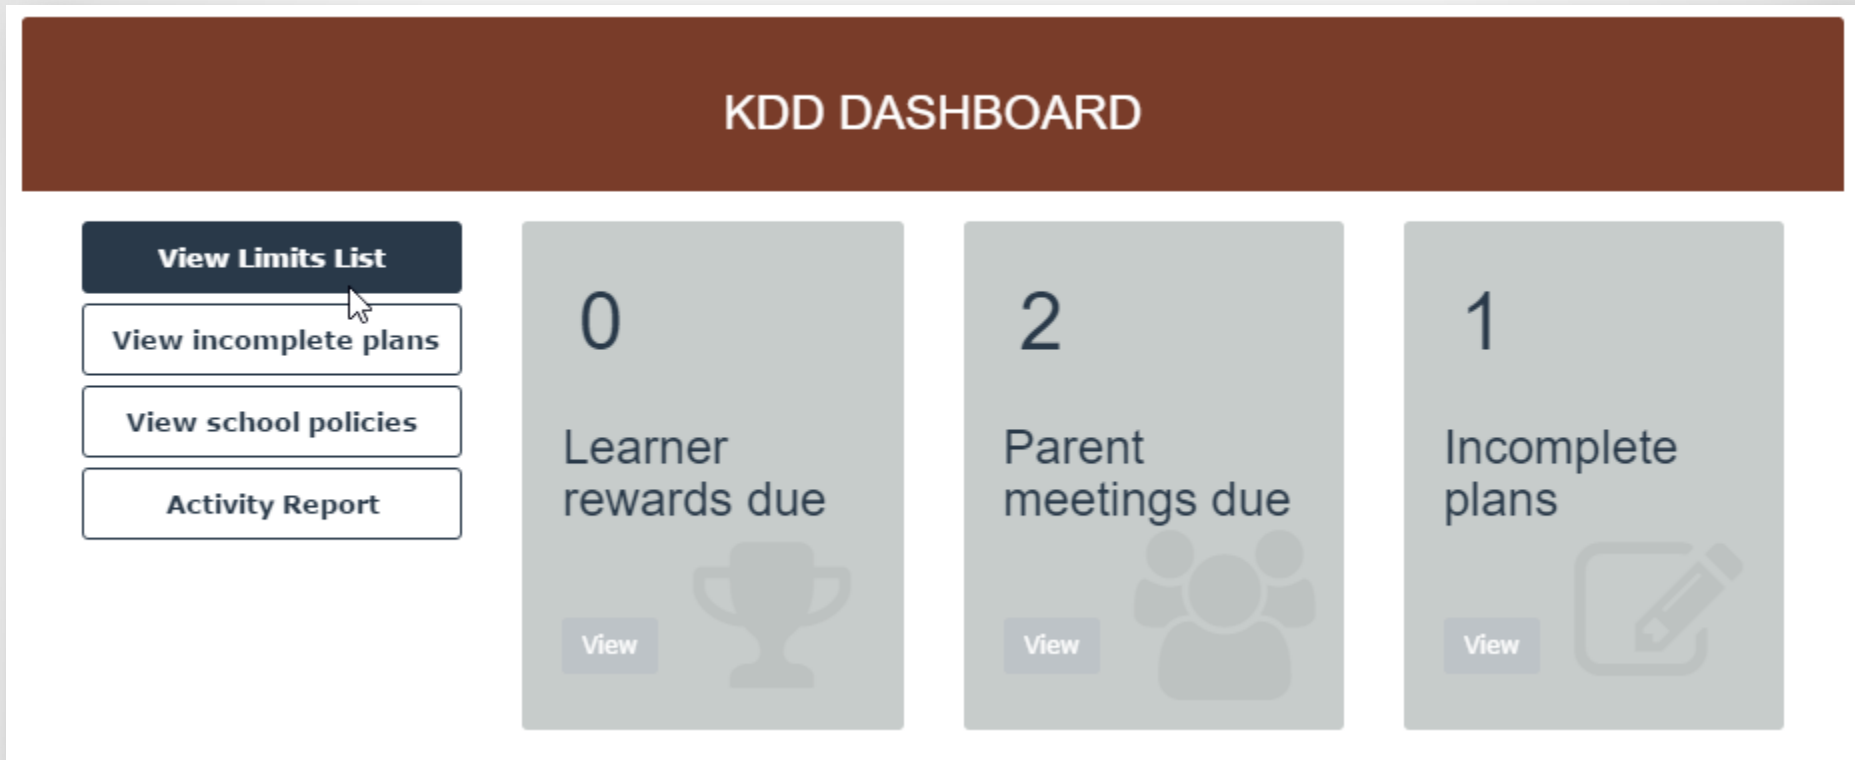 KDD DASHBOARD
View Limits List
View incomplete plans
View school policies
Activity Report
0
Learner
rewards due
View
2
Parent
meetings due
View
1
Incomplete
plans
View